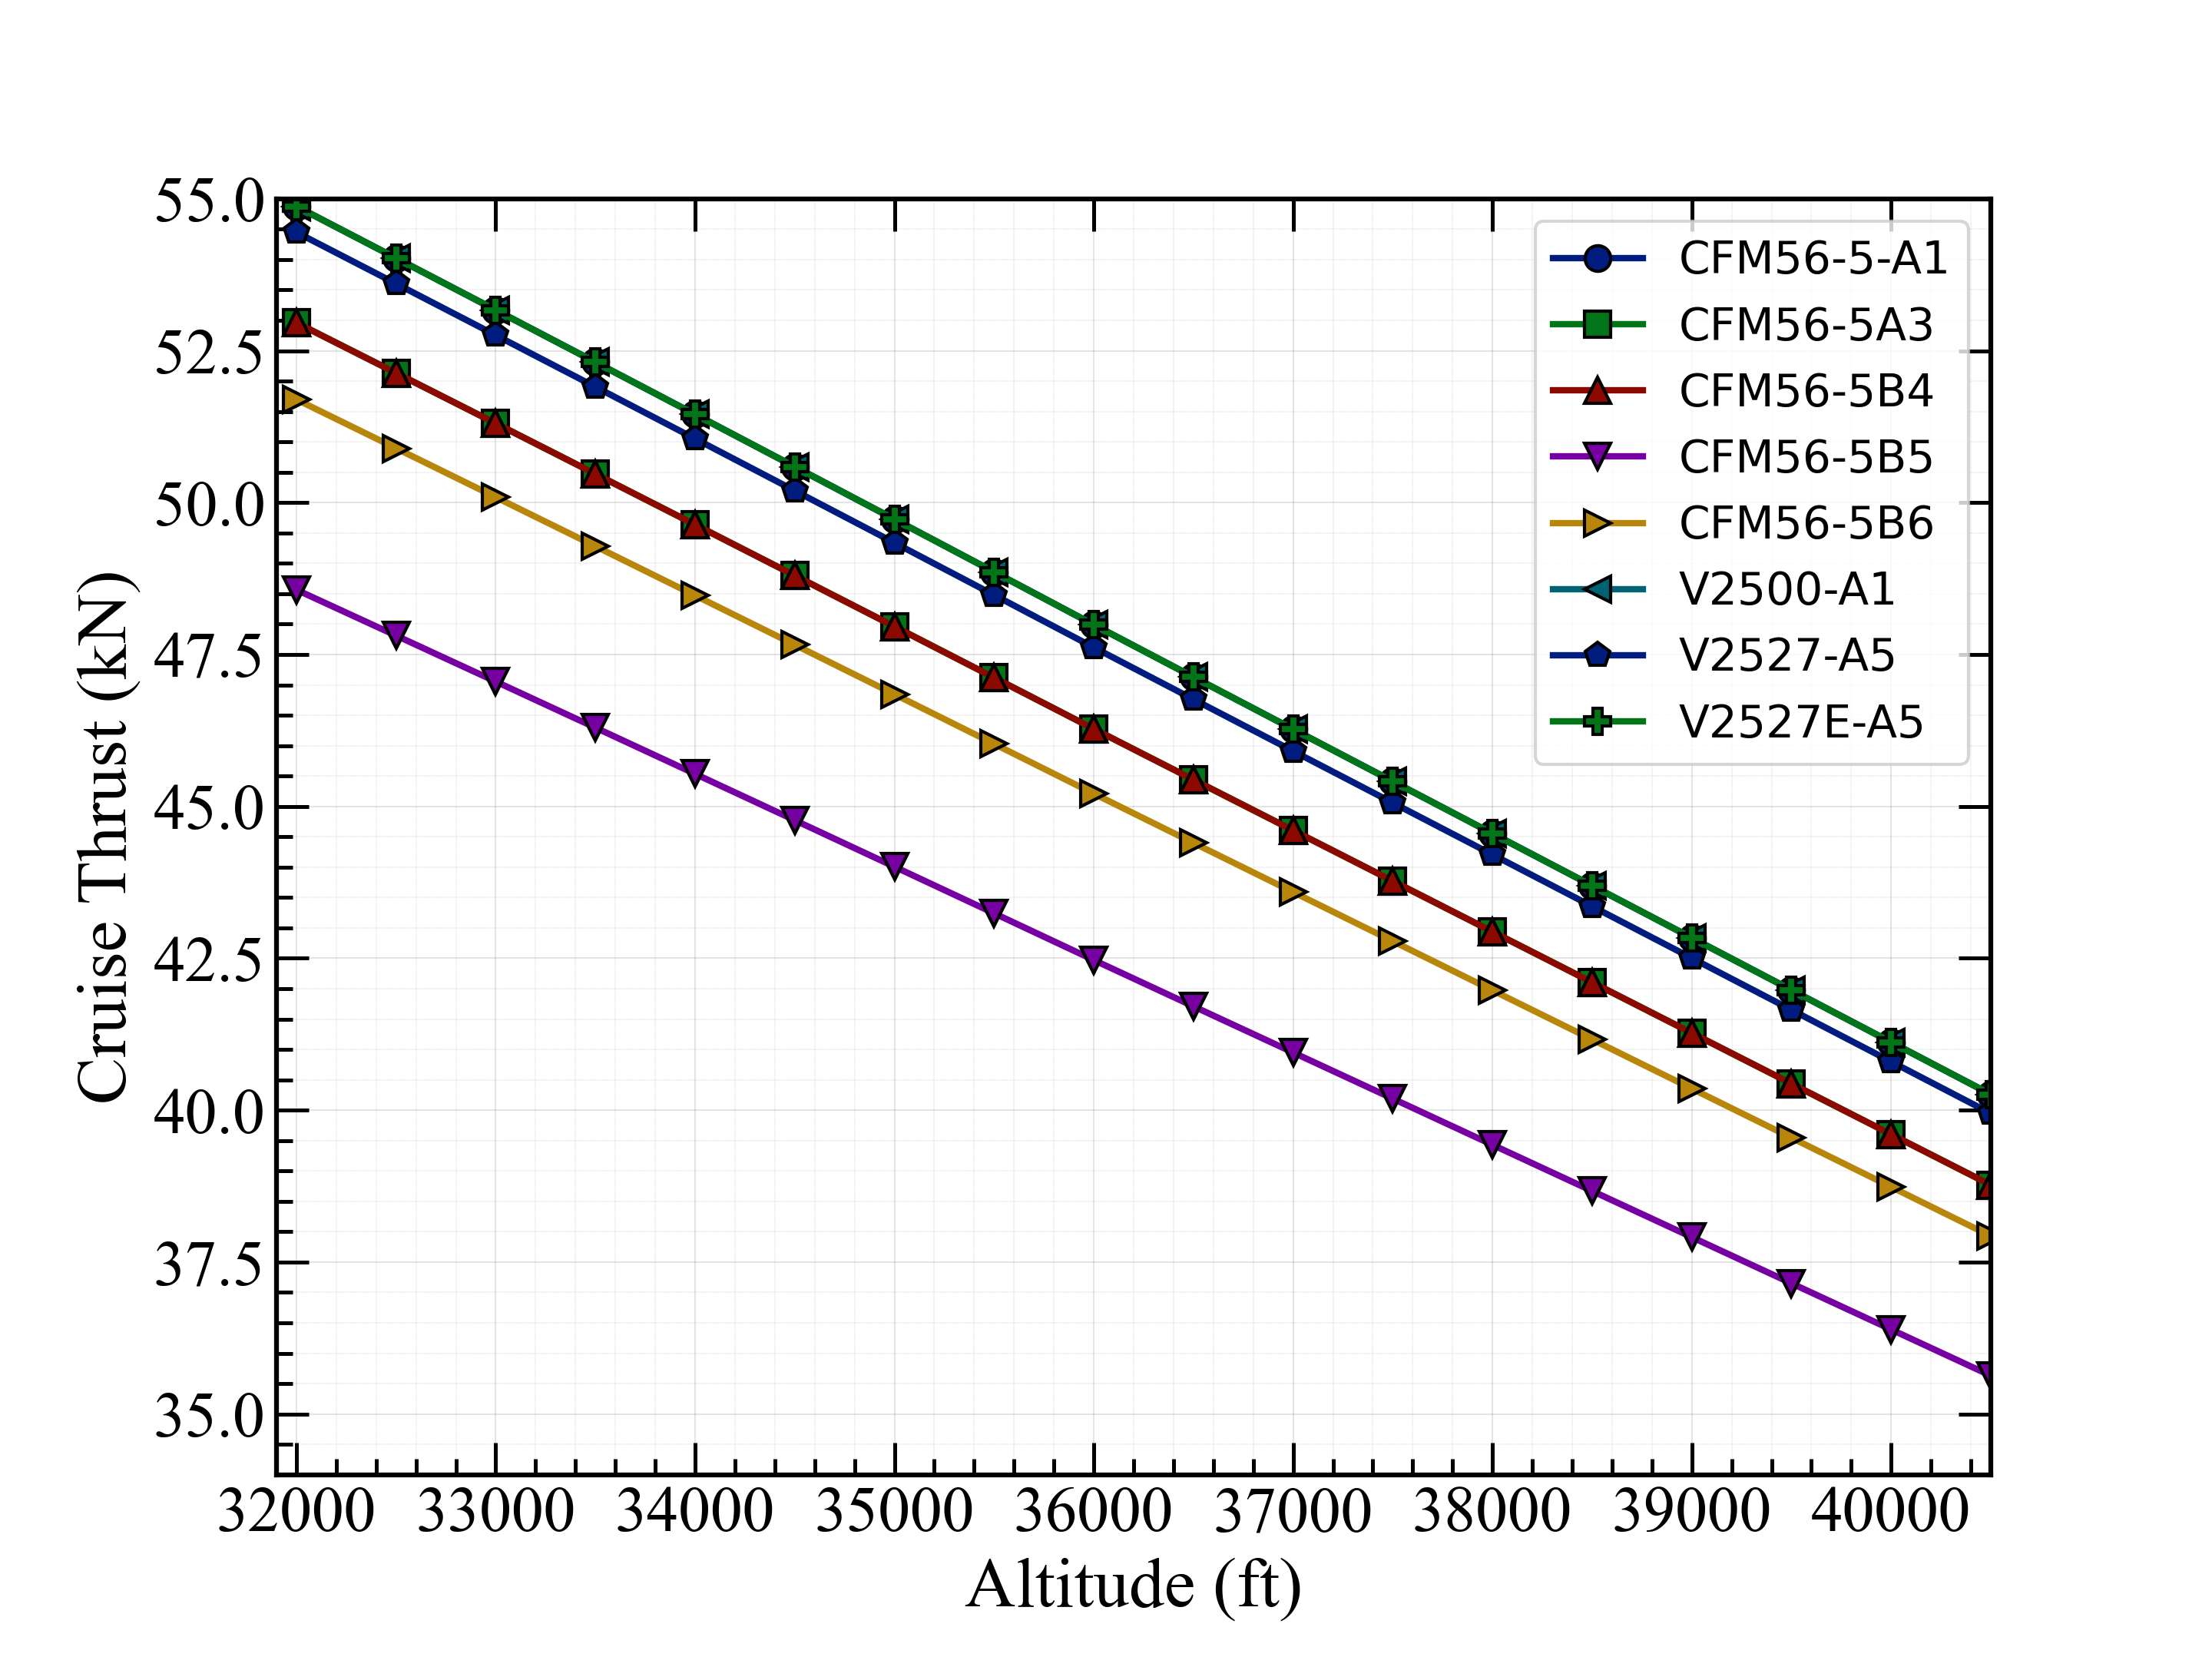 55.0
52.5
50.0
47.5
45.0
42.5
40.0
37.5
35.0
Cruise Thrust (kN)
CFM56-5-A1
CFM56-5A3
CFM56-5B4
CFM56-5B5
CFM56-5B6
V2500-A1
V2527-A5
V2527E-A5
32000 33000 34000 35000 36000 37000 38000 39000 40000
Altitude (ft)